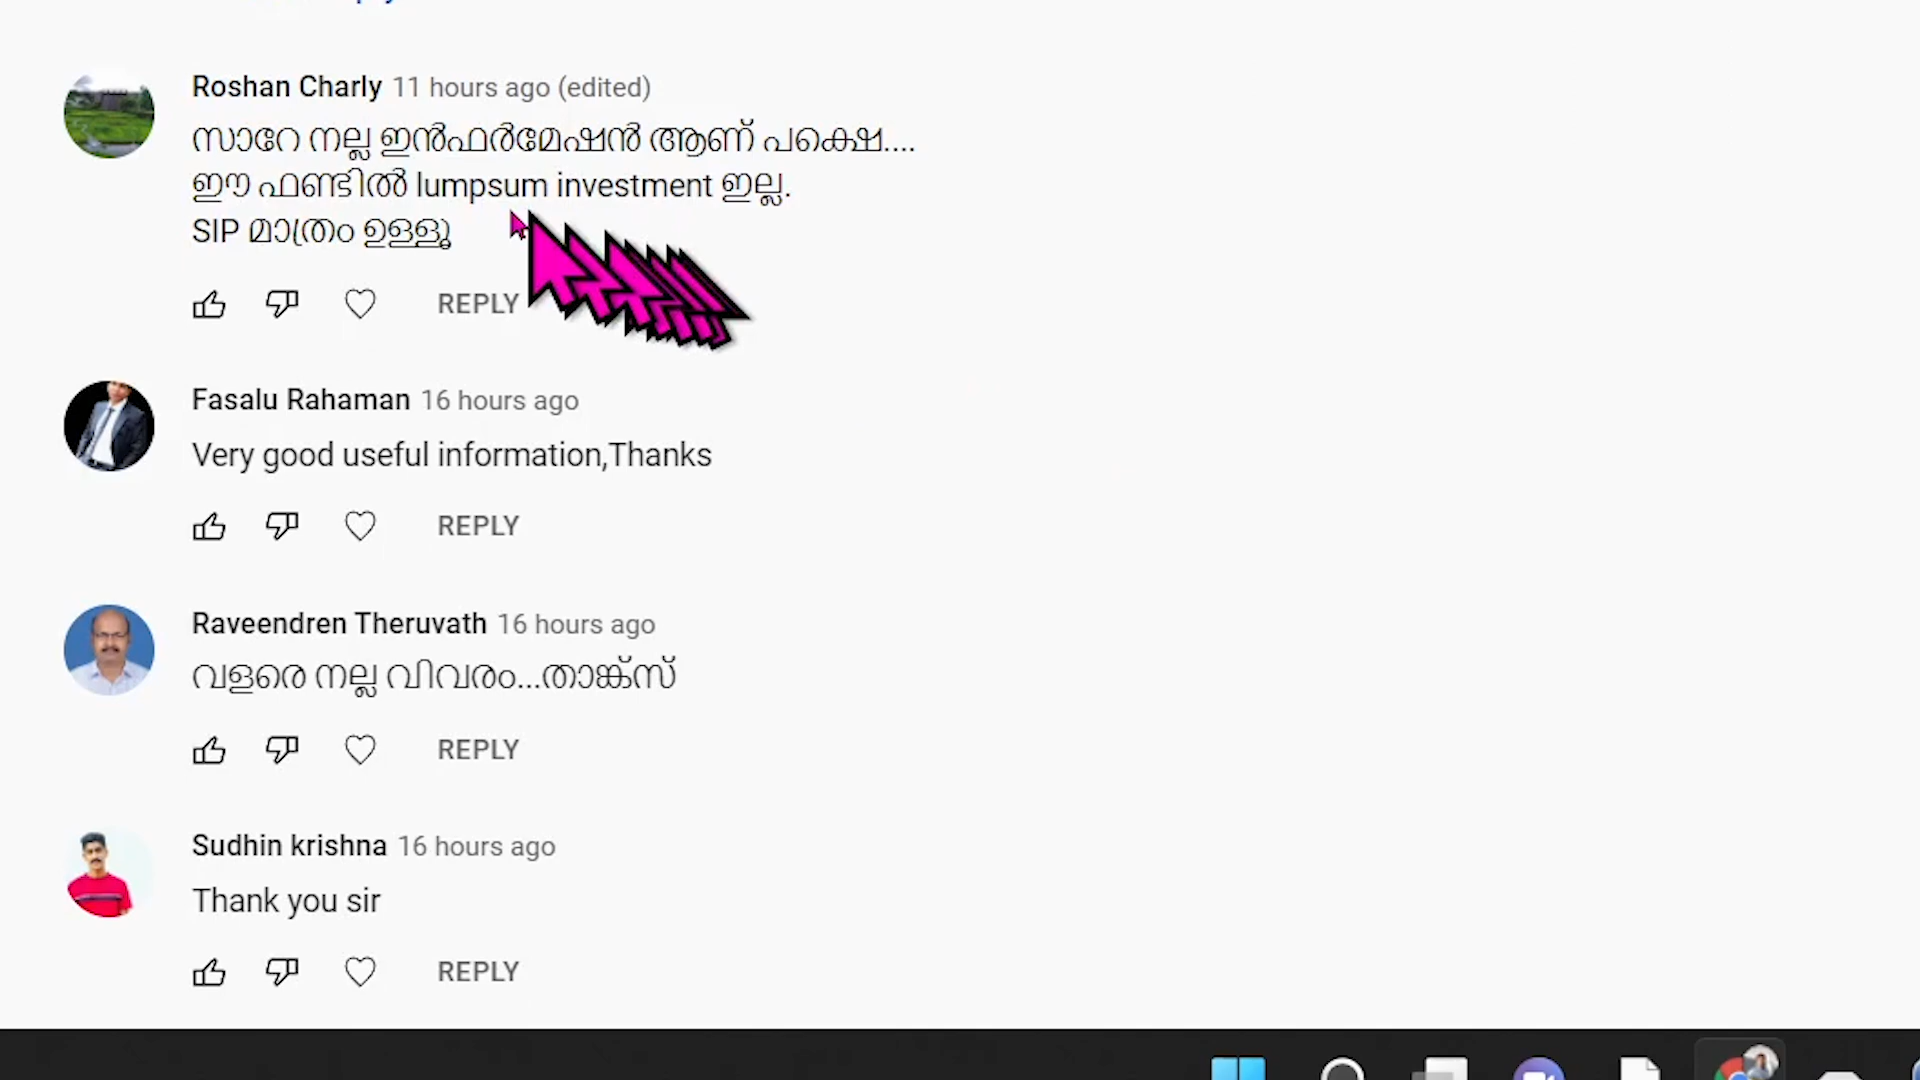 Roshan Charly 11 hours ago (edited)
സാറേ നല്ല ഇൻഫർമേഷൻ ആണ് പക്ഷെ....
ഈ ഫണ്ടിൽ lumpsum investment ഇല്ല.
SIP മാത്രം ഉള്ളൂ
REPLY
Fasalu Rahaman 16 hours ago
Very good useful information,Thanks
REPLY
Raveendren Theruvath 16 hours ago
വളരെ നല്ല വിവരം...താങ്ക്സ്
REPLY
Sudhin krishna 16 hours ago
Thank you sir
REPLY